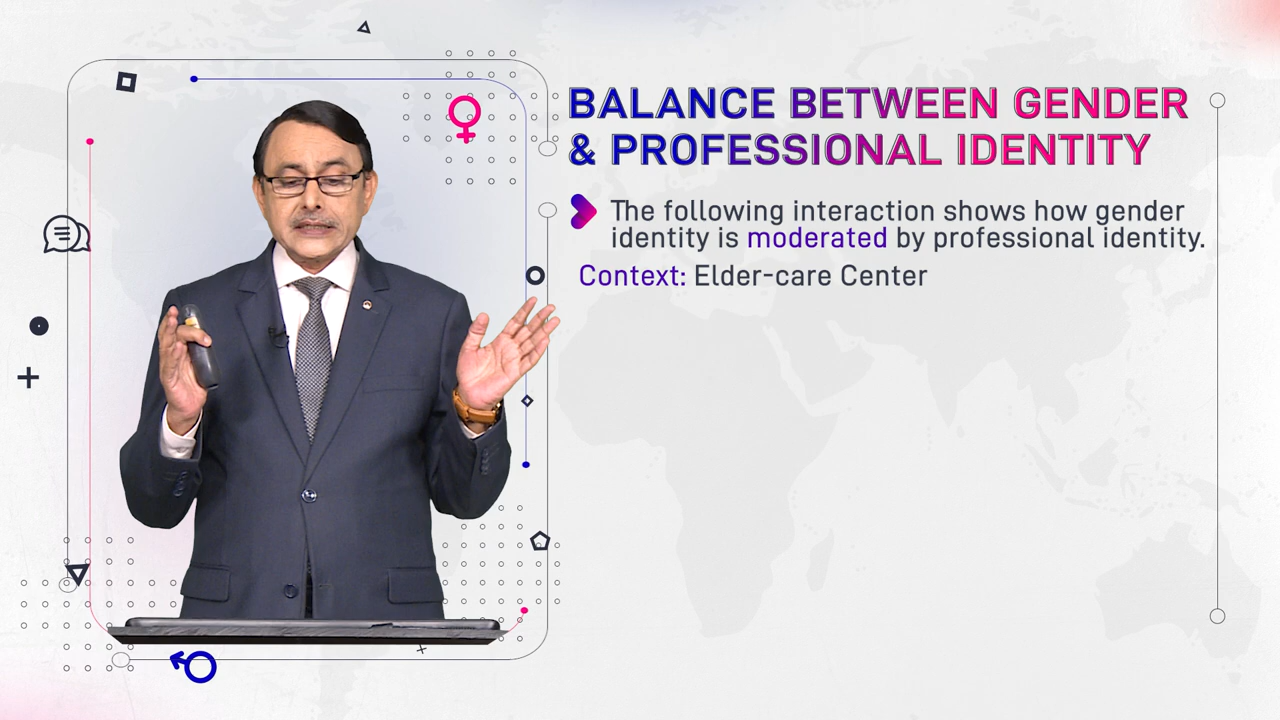 BALANCE BETWEEN GENDER
& PROFESSIONAL IDENTITY
The following interaction shows how gender
identity is moderated by professional identity.
Context: Elder-care Center